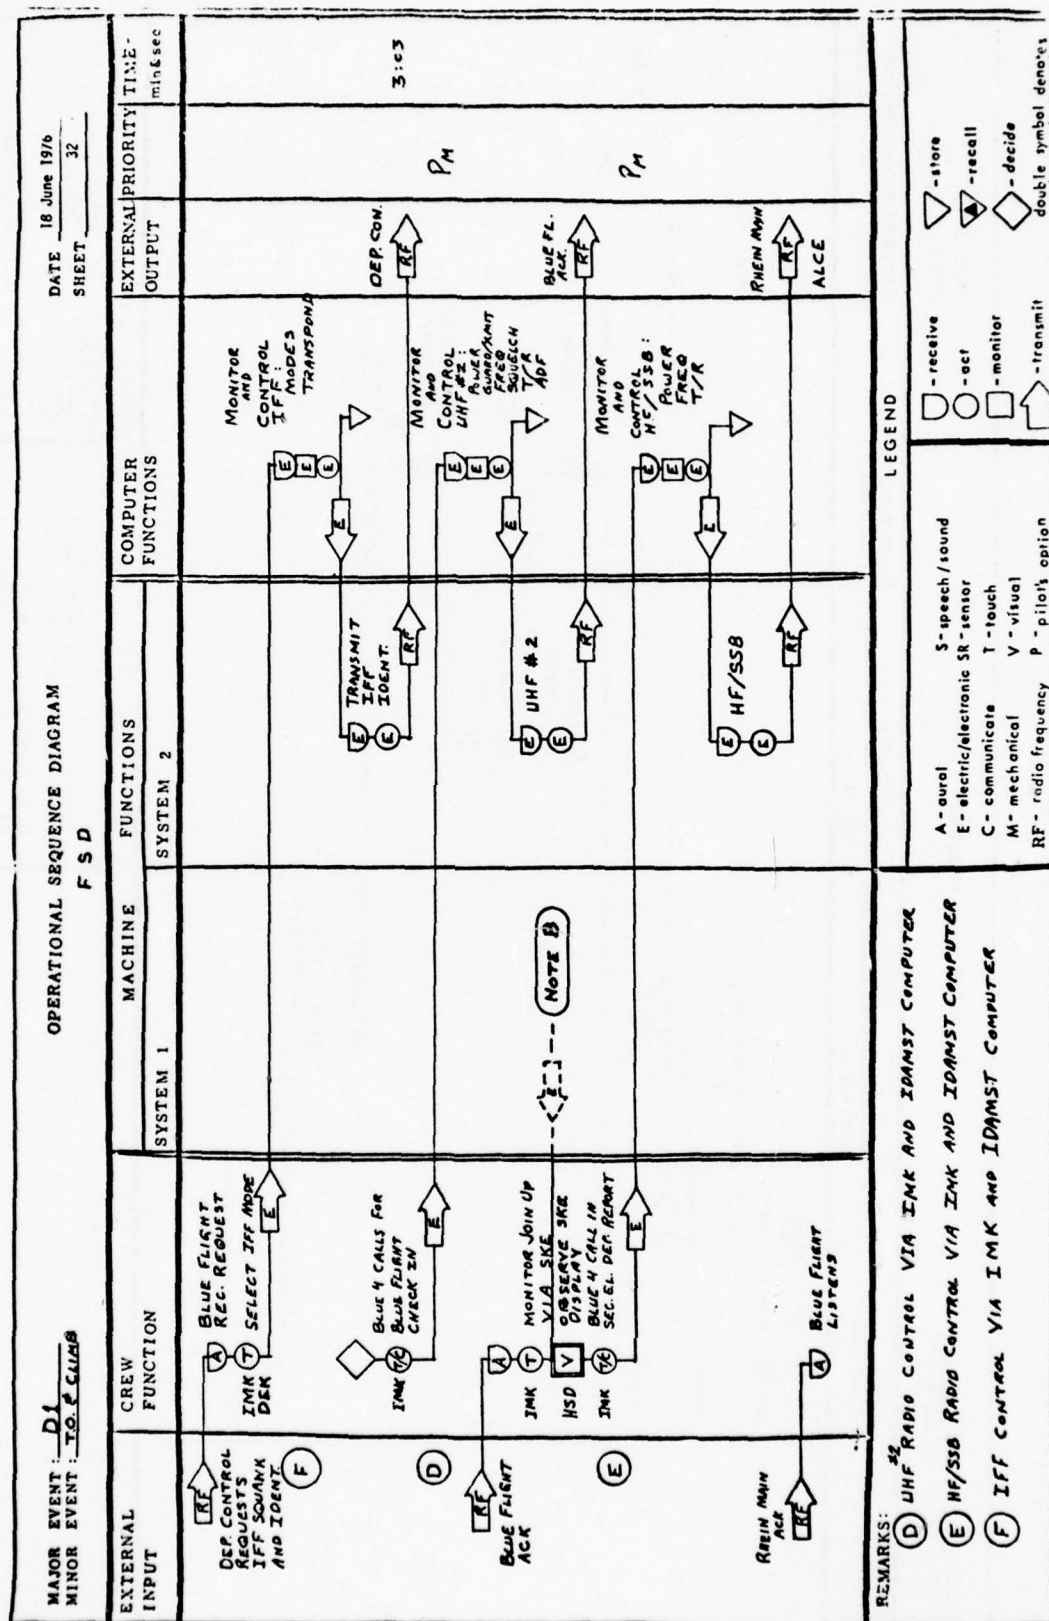 MAJOR EVENT: D1
MINOR EVENT: T.O. & CLIMB
OPERATIONAL SEQUENCE DIAGRAM
FSD
DATE 18 June 1976
SHEET 32
EXTERNAL INPUT
CREW FUNCTION
MACHINE FUNCTIONS
SYSTEM 1
SYSTEM 2
COMPUTER FUNCTIONS
EXTERNAL OUTPUT
PRIORITY
TIME-
min&sec
RF
DEP. CONTROL
REQUESTS
IFF SQUANK
AND IDENT.
F
A
BLUE FLIGHT
REC. REQUEST
T
IMK
DEK
SELECT IFF MODE
E
MONITOR
AND
CONTROL
IFF:
MODES
TRANSPOND
E
E
E
E
TRANSMIT
IFF
IDENT.
E
E
RF
RF
DEP. CON.
3:03
BLUE 4 CALLS FOR
BLUE FLIGHT
CHECK IN
IMK
T/C
E
D
MONITOR
AND
CONTROL
UHF #2:
POWER
GUARD/XMIT
FREQ
SQUELCH
T/R
ADF
E
E
E
E
UHF #2
E
E
RF
RF
BLUE FL.
ACK.
PM
RF
BLUE FLIGHT
ACK
A
IMK
T
MONITOR JOIN UP
VIA SKE
HSD
V
OBSERVE SKE
DISPLAY
E
NOTE B
IMK
T/C
BLUE 4 CALL IN
SEC. EL. DEP. REPORT
E
E
MONITOR
AND
CONTROL
HF/SSB:
POWER
FREQ
T/R
E
E
E
E
HF/SSB
E
E
RF
RF
RHEIN MAIN
ALCE
PM
RHEIN MAIN
ACK
RF
A
BLUE FLIGHT
LISTENS
REMARKS:
D UHF #2 RADIO CONTROL VIA IMK AND IDAMST COMPUTER
E HF/SSB RADIO CONTROL VIA IMK AND IDAMST COMPUTER
F IFF CONTROL VIA IMK AND IDAMST COMPUTER
LEGEND
A - aural
S - speech/sound
E - electric/electronic
SR - sensor
C - communicate
T - touch
M - mechanical
V - visual
RF - radio frequency
P - pilot's option
- receive
- act
- monitor
- transmit
- store
- recall
- decide
double symbol denotes